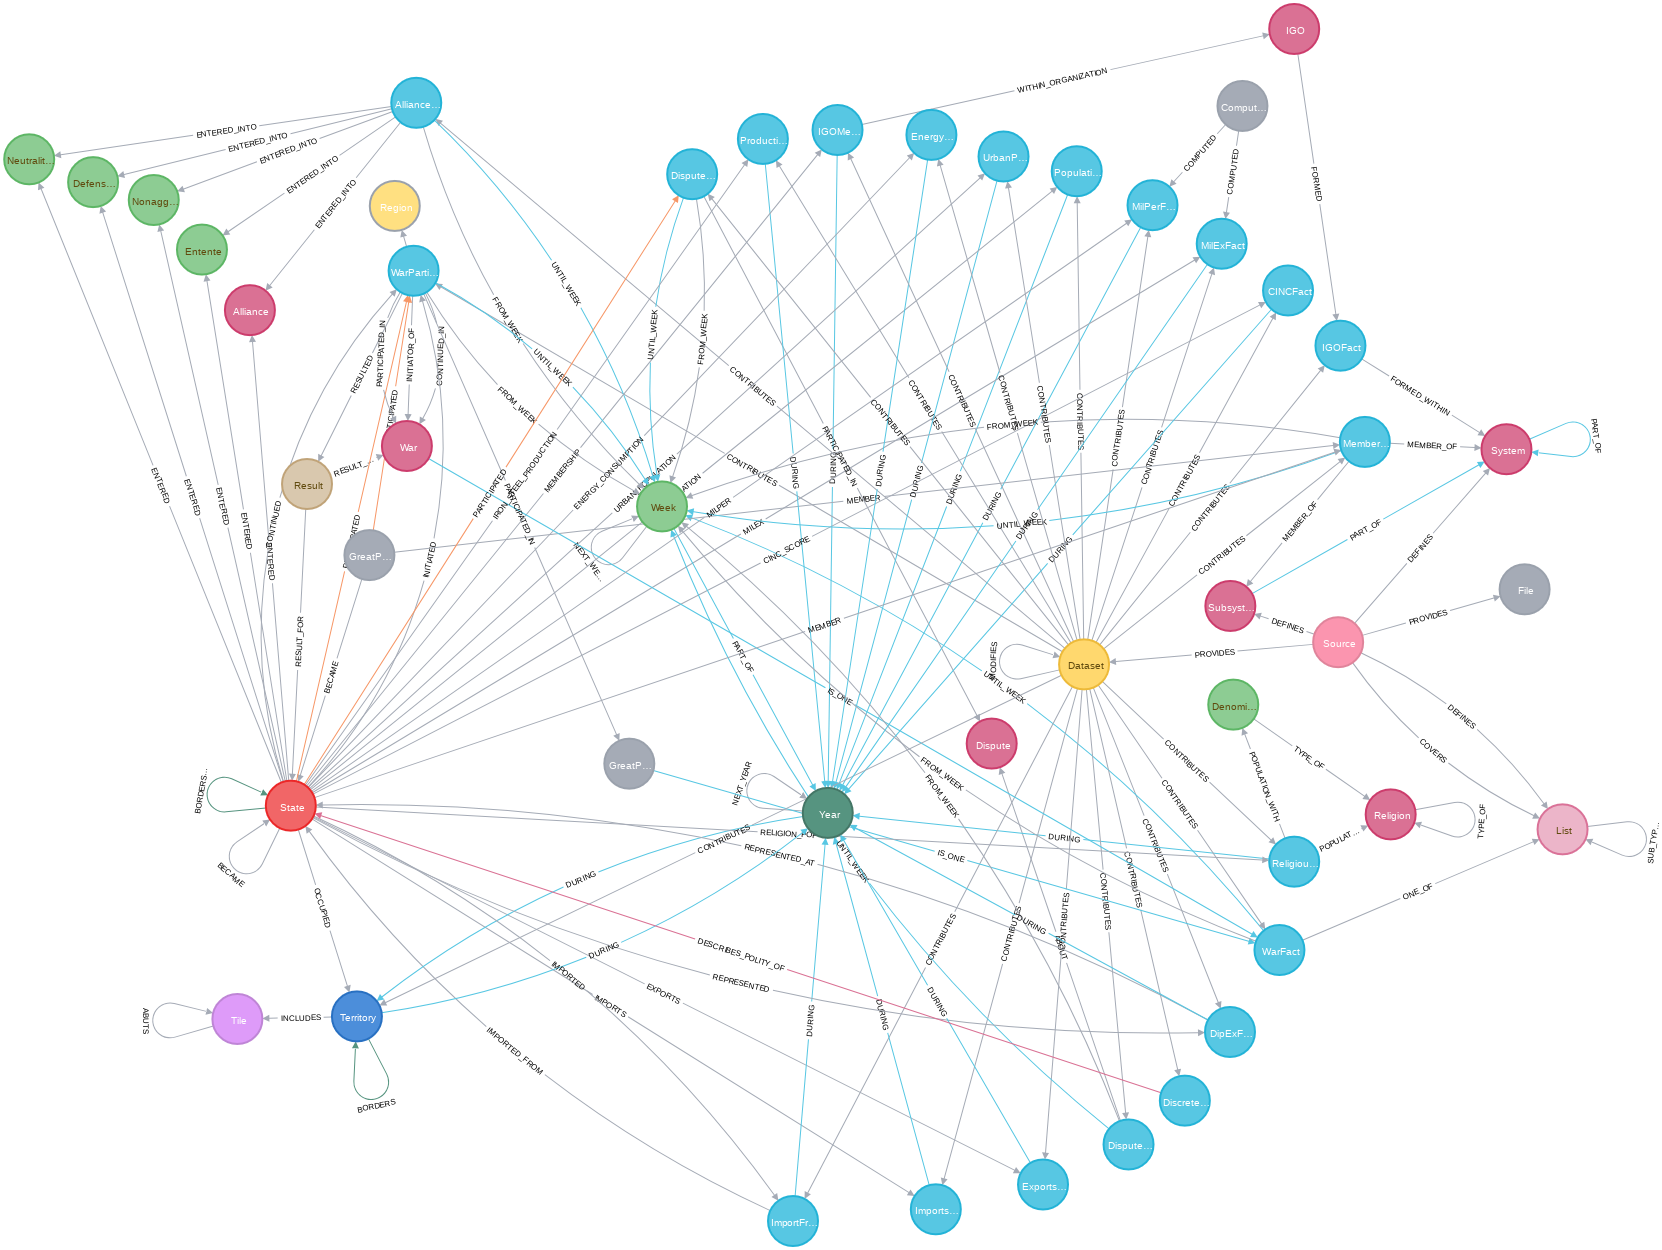 IGO
Alliance…
Comput…
WITHIN_ORGANIZATION
IGOMe…
Energy…
Producti…
UrbanP…
Populati…
Dispute…
MilPerF…
MilExFact
CINCFact
IGOFact
COMPUTED
COMPUTED
FORMED
ENTERED_INTO
ENTERED_INTO
ENTERED_INTO
ENTERED_INTO
ENTERED_INTO
Neutralit…
Defens…
Nonagg…
Entente
Alliance
Region
WarParti…
UNTIL_WEEK
FROM_WEEK
UNTIL_WEEK
FROM_WEEK
UNTIL_WEEK
FROM_WEEK
RESULTED
PARTICIPATED_IN
INITIATOR_OF
CONTINUED_IN
War
Result
RESULT_…
GreatP…
Week
NEXT_WE…
CONTRIBUTES
CONTRIBUTES
CONTRIBUTES
CONTRIBUTES
CONTRIBUTES
CONTRIBUTES
CONTRIBUTES
CONTRIBUTES
CONTRIBUTES
CONTRIBUTES
CONTRIBUTES
CONTRIBUTES
CONTRIBUTES
FORMED_WITHIN
FROM_WEEK
Member…
MEMBER_OF
System
PART_OF
MEMBER
UNTIL_WEEK
MEMBER_OF
PART_OF
DEFINES
Subsyst…
DEFINES
Source
PROVIDES
File
PROVIDES
Dataset
MODIFIES
ENTERED
ENTERED
ENTERED
ENTERED
ENTERED
CONTINUED
INITIATED
PARTICIPATED
IRON_STEEL_PRODUCTION
MEMBERSHIP
ENERGY_CONSUMPTION
MILPER
MILEX
CINC_SCORE
MEMBER
PARTICIPATED_IN
PARTICIPATED_IN
DURING
DURING
DURING
DURING
DURING
DURING
DURING
DURING
PART_OF
IS_ONE
UNTIL_WEEK
RESULT_FOR
BECAME
GreatP…
Dispute
Denomi…
TYPE_OF
POPULATION_WITH
DEFINES
COVERS
Religion
TYPE_OF
POPULAT…
List
SUB_TYP…
State
BORDERS…
BECAME
NEXT_YEAR
Year
RELIGION_FOR
REPRESENTED_AT
DURING
IS_ONE
Religiou…
FROM_WEEK
FROM_WEEK
UNTIL_WEEK
CONTRIBUTES
CONTRIBUTES
CONTRIBUTES
CONTRIBUTES
CONTRIBUTES
CONTRIBUTES
CONTRIBUTES
CONTRIBUTES
CONTRIBUTES
ONE_OF
WarFact
DURING
DURING
DURING
OCCUPIED
DESCRIBES_POLITY_OF
REPRESENTED
IMPORTED
IMPORTS
EXPORTS
IMPORTED_FROM
ABUTS
Tile
INCLUDES
Territory
BORDERS
DURING
DURING
DURING
DipExF…
Discrete…
Dispute…
Exports…
Imports…
ImportFr…